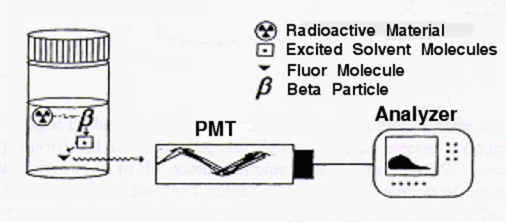 Radioactive Material
Excited Solvent Molecules
Fluor Molecule
β Beta Particle
β
PMT
Analyzer